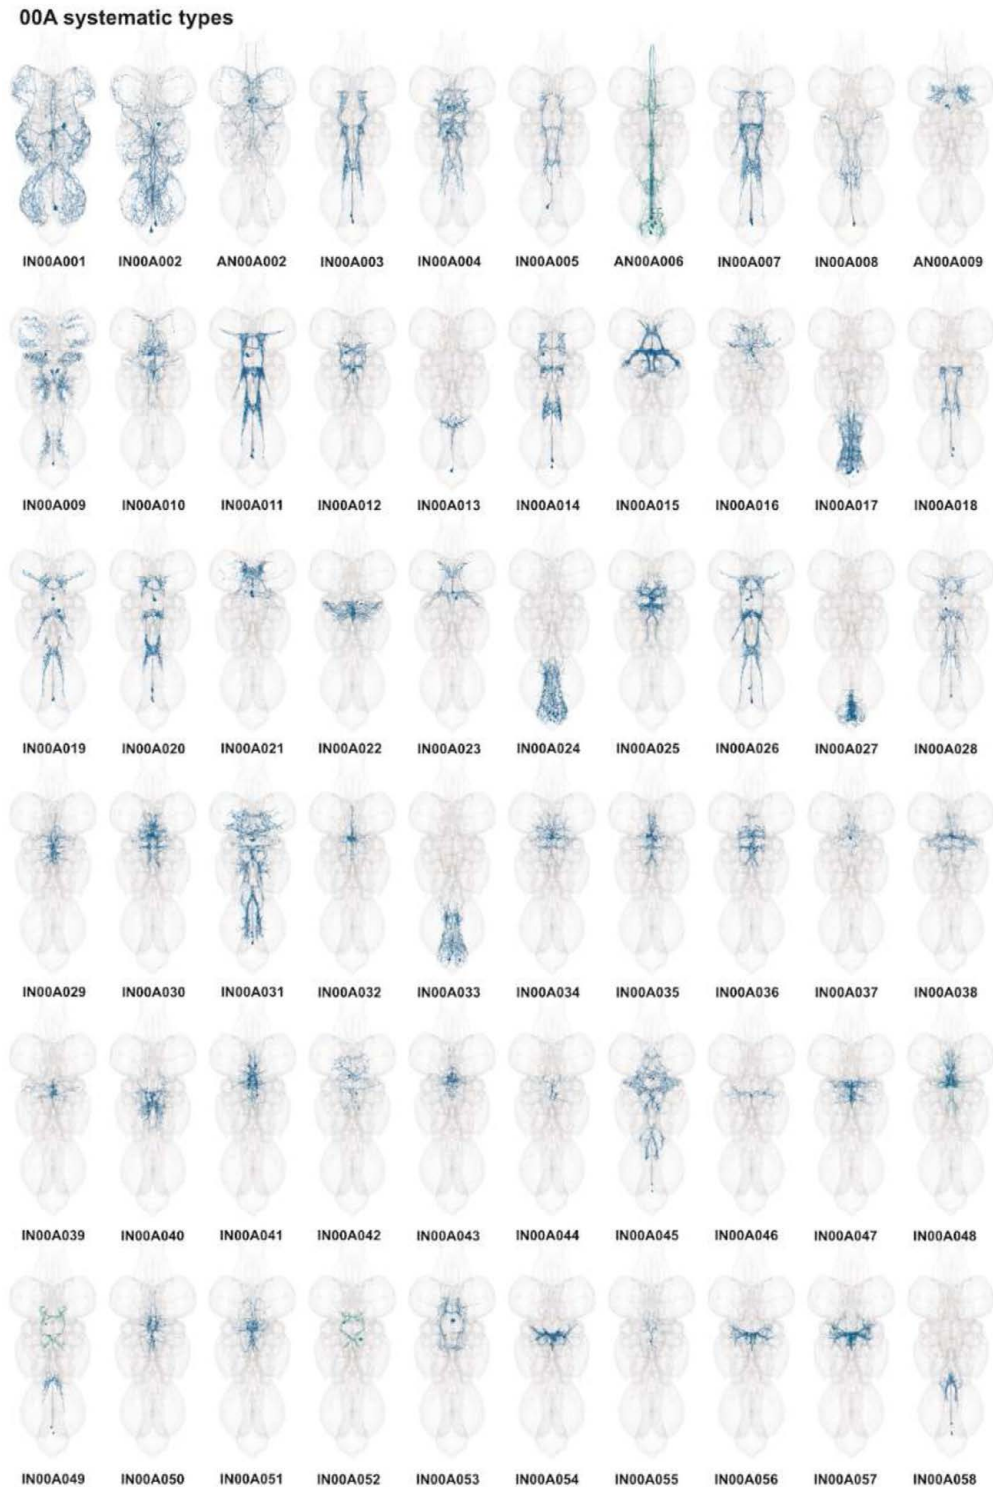 00A systematic types
IN00A001 IN00A002 AN00A002 IN00A003 IN00A004 IN00A005 AN00A006 IN00A007 IN00A008 AN00A009
IN00A009 IN00A010 IN00A011 IN00A012 IN00A013 IN00A014 IN00A015 IN00A016 IN00A017 IN00A018
IN00A019 IN00A020 IN00A021 IN00A022 IN00A023 IN00A024 IN00A025 IN00A026 IN00A027 IN00A028
IN00A029 IN00A030 IN00A031 IN00A032 IN00A033 IN00A034 IN00A035 IN00A036 IN00A037 IN00A038
IN00A039 IN00A040 IN00A041 IN00A042 IN00A043 IN00A044 IN00A045 IN00A046 IN00A047 IN00A048
IN00A049 IN00A050 IN00A051 IN00A052 IN00A053 IN00A054 IN00A055 IN00A056 IN00A057 IN00A058